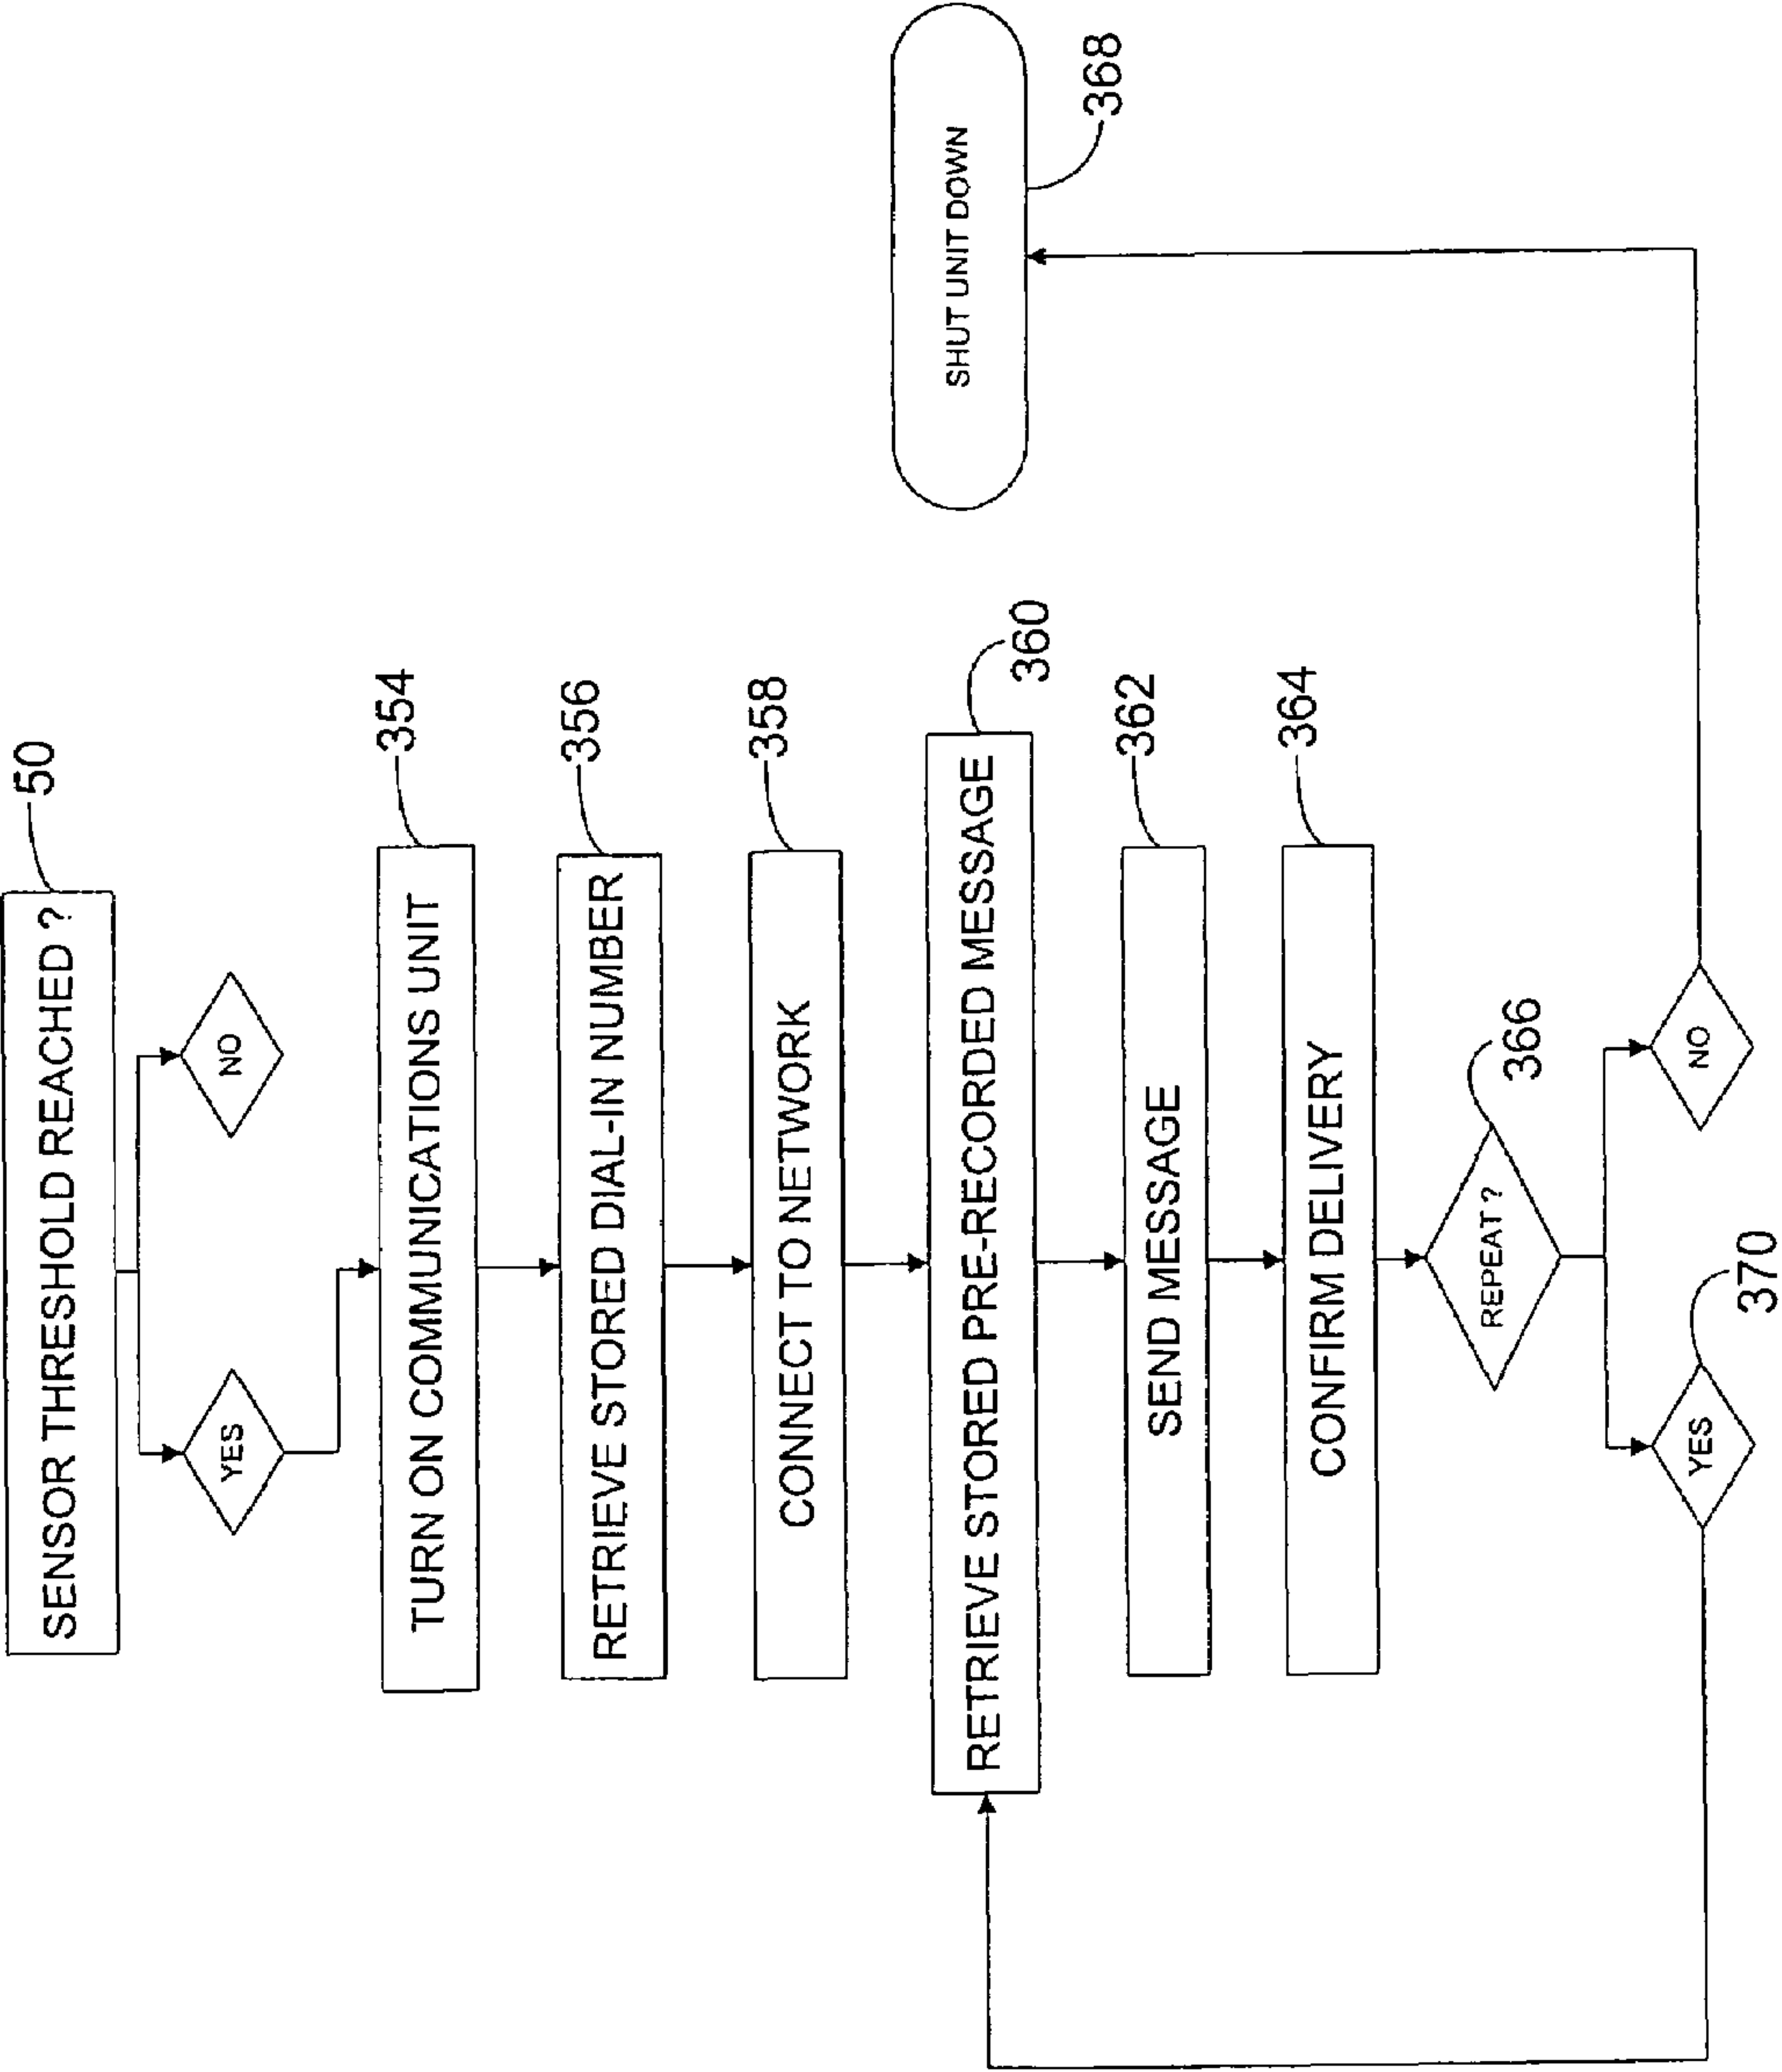 50
SENSOR THRESHOLD REACHED ?
YES
NO
354
TURN ON COMMUNICATIONS UNIT
356
RETRIEVE STORED DIAL-IN NUMBER
358
CONNECT TO NETWORK
360
RETRIEVE STORED PRE-RECORDED MESSAGE
SHUT UNIT DOWN
368
362
SEND MESSAGE
364
CONFIRM DELIVERY
366
REPEAT?
YES
NO
370